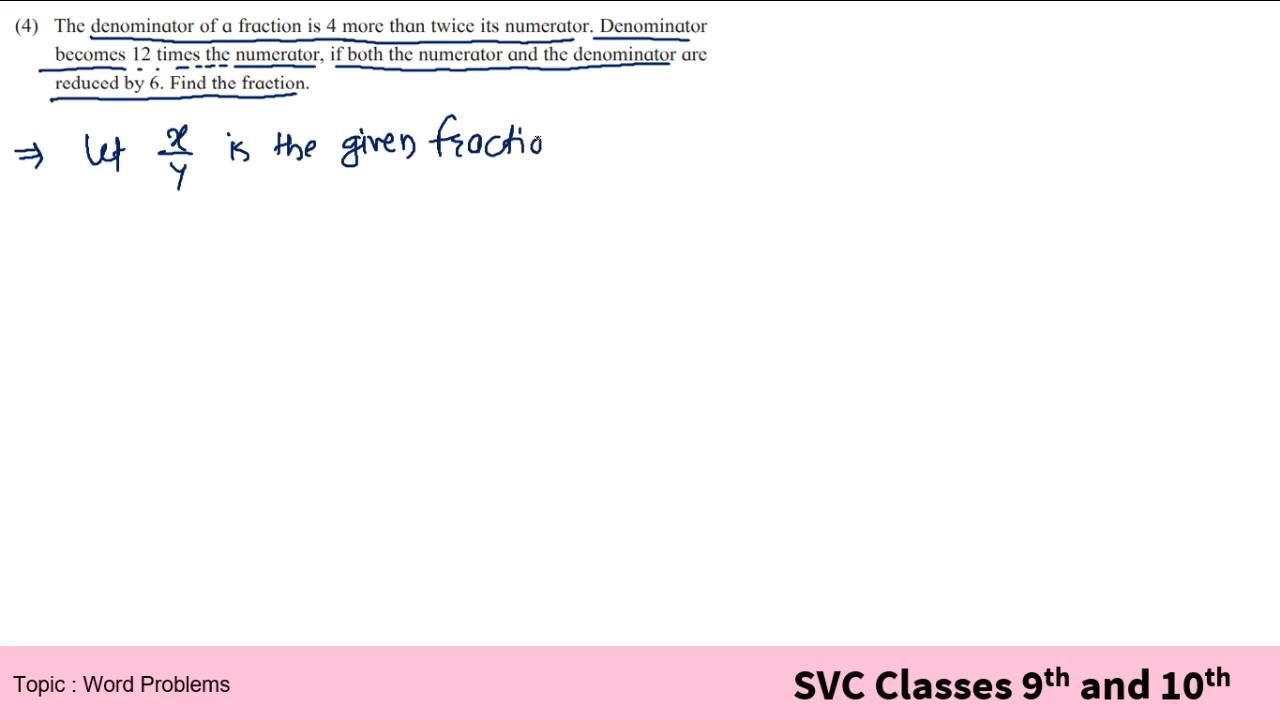 (4) The denominator of a fraction is 4 more than twice its numerator. Denominator
becomes 12 times the numerator, if both the numerator and the denominator are
reduced by 6. Find the fraction.
⇒ Let x/y is the given fractio
Topic : Word Problems
SVC Classes 9th and 10th